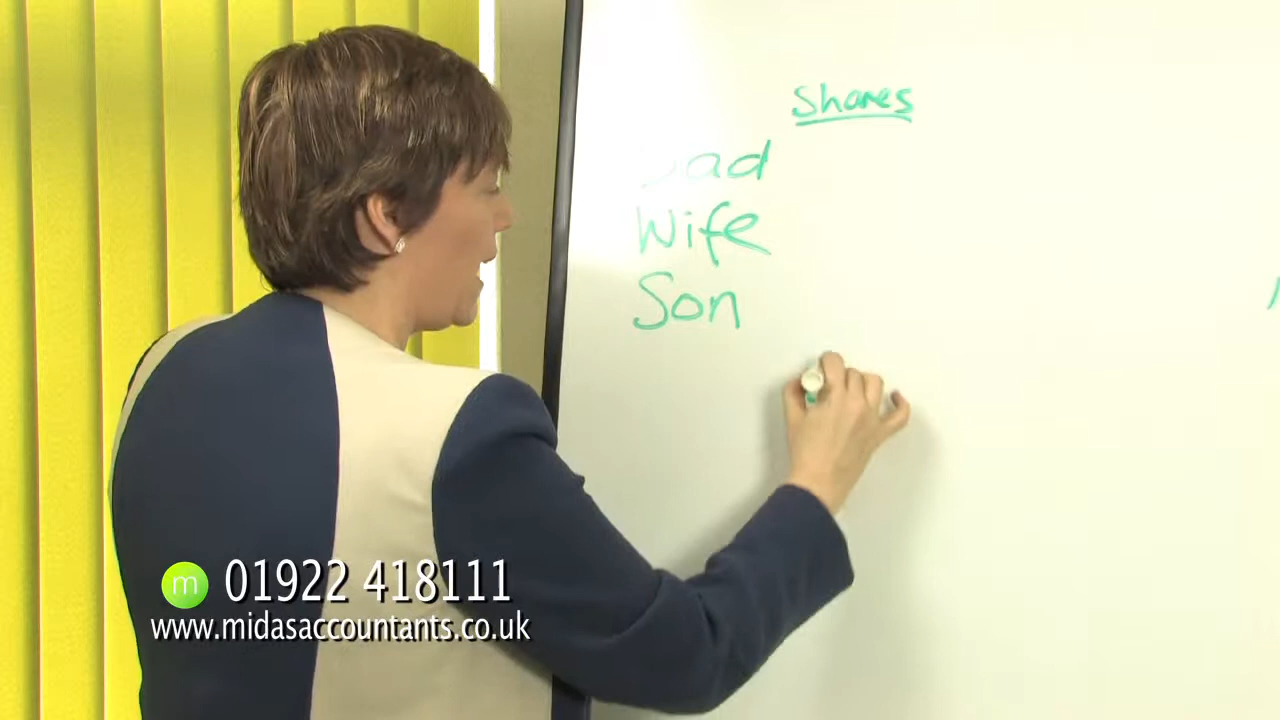 Shares
Dad
Wife
Son
m 01922 418111
www.midasaccountants.co.uk